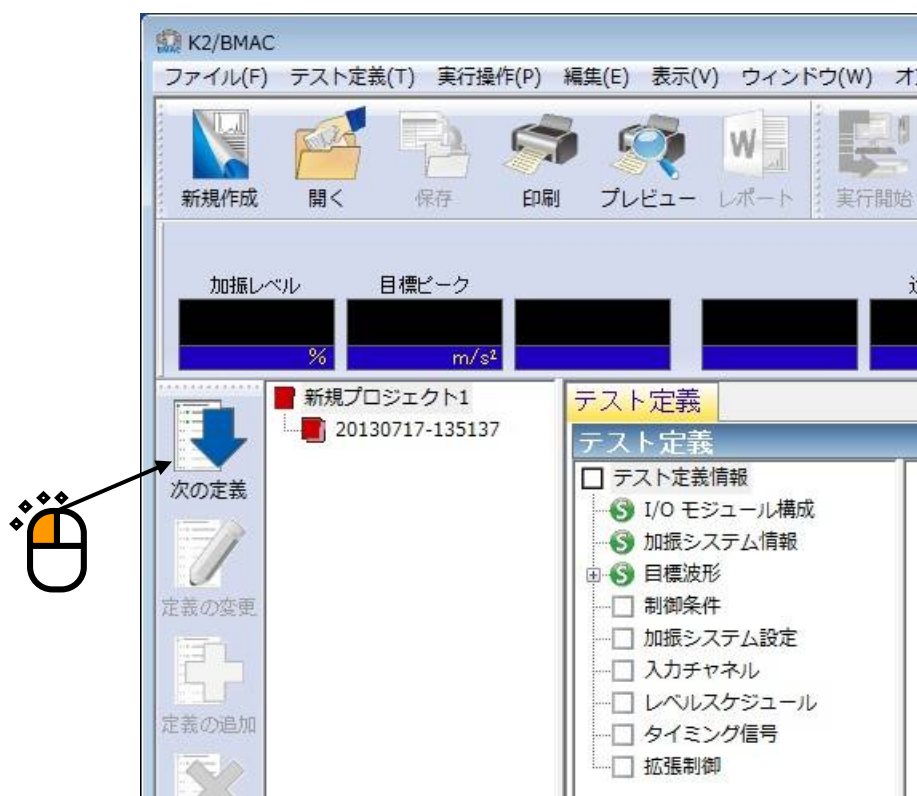 K2/BMAC
ファイル(F) テスト定義(T) 実行操作(P) 編集(E) 表示(V) ウィンドウ(W)
新規作成 開く 保存 印刷 プレビュー レポート 実行開始
W
加振レベル 目標ピーク
% m/s²
新規プロジェクト1
20130717-135137
次の定義
定義の変更
定義の追加
テスト定義
テスト定義
テスト定義情報
S I/O モジュール構成
S 加振システム情報
S 目標波形
制御条件
加振システム設定
入力チャネル
レベルスケジュール
タイミング信号
拡張制御